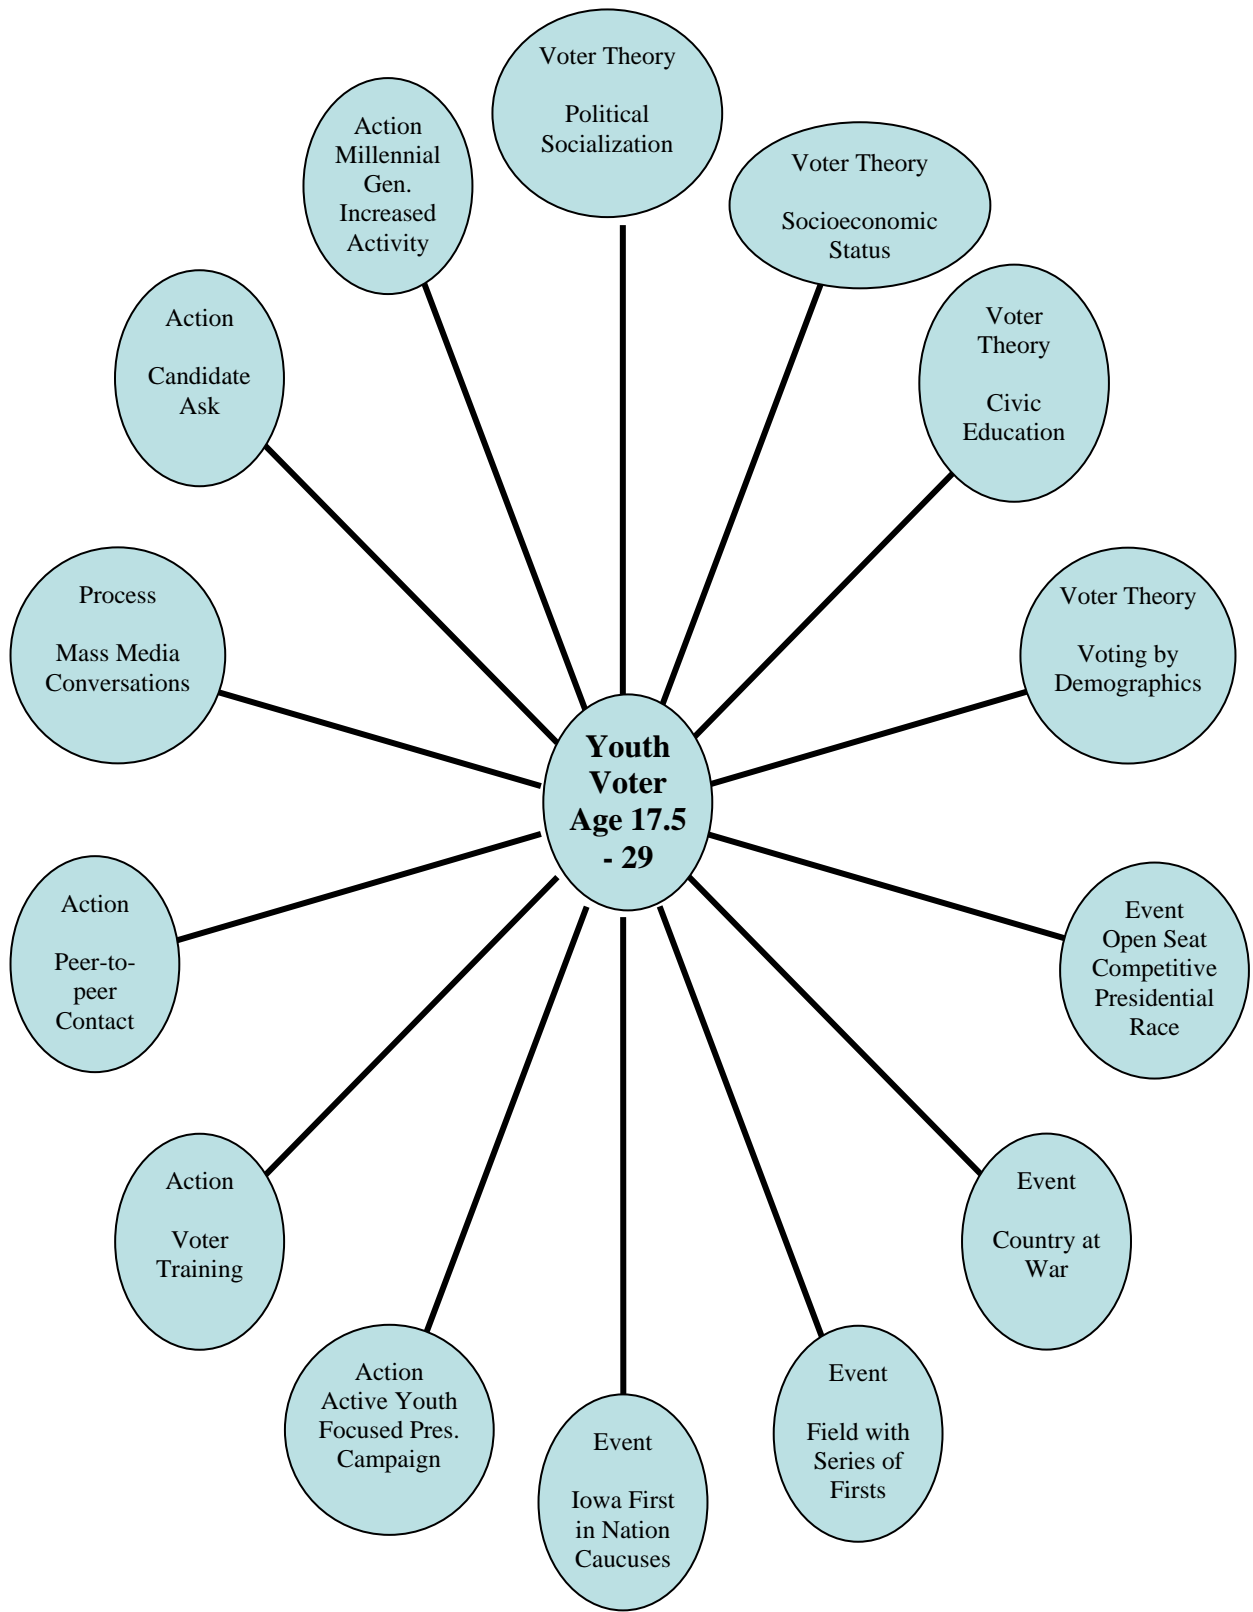 Voter Theory
Political
Socialization
Voter Theory
Socioeconomic
Status
Voter
Theory
Civic
Education
Voter Theory
Voting by
Demographics
Event
Open Seat
Competitive
Presidential
Race
Event
Country at
War
Event
Field with
Series of
Firsts
Event
Iowa First
in Nation
Caucuses
Action
Active Youth
Focused Pres.
Campaign
Action
Voter
Training
Action
Peer-to-
peer
Contact
Process
Mass Media
Conversations
Action
Candidate
Ask
Action
Millennial
Gen.
Increased
Activity
Youth
Voter
Age 17.5
- 29